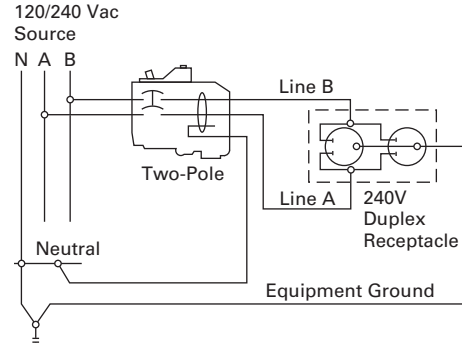 120/240 Vac
Source
N A B
Line B
Two-Pole
Line A
240V
Duplex
Receptacle
Neutral
Equipment Ground